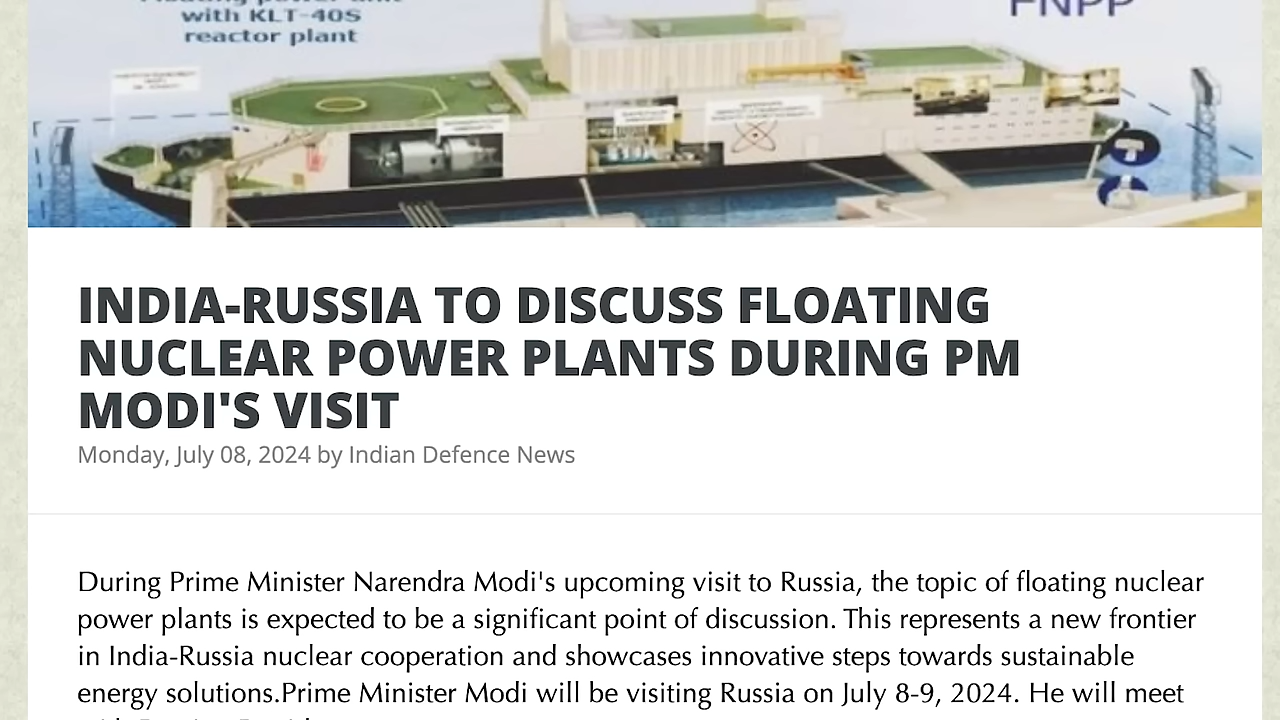 Floating power unit
with KLT-40S
reactor plant
FNPP
INDIA-RUSSIA TO DISCUSS FLOATING
NUCLEAR POWER PLANTS DURING PM
MODI'S VISIT
Monday, July 08, 2024 by Indian Defence News
During Prime Minister Narendra Modi's upcoming visit to Russia, the topic of floating nuclear
power plants is expected to be a significant point of discussion. This represents a new frontier
in India-Russia nuclear cooperation and showcases innovative steps towards sustainable
energy solutions.Prime Minister Modi will be visiting Russia on July 8-9, 2024. He will meet